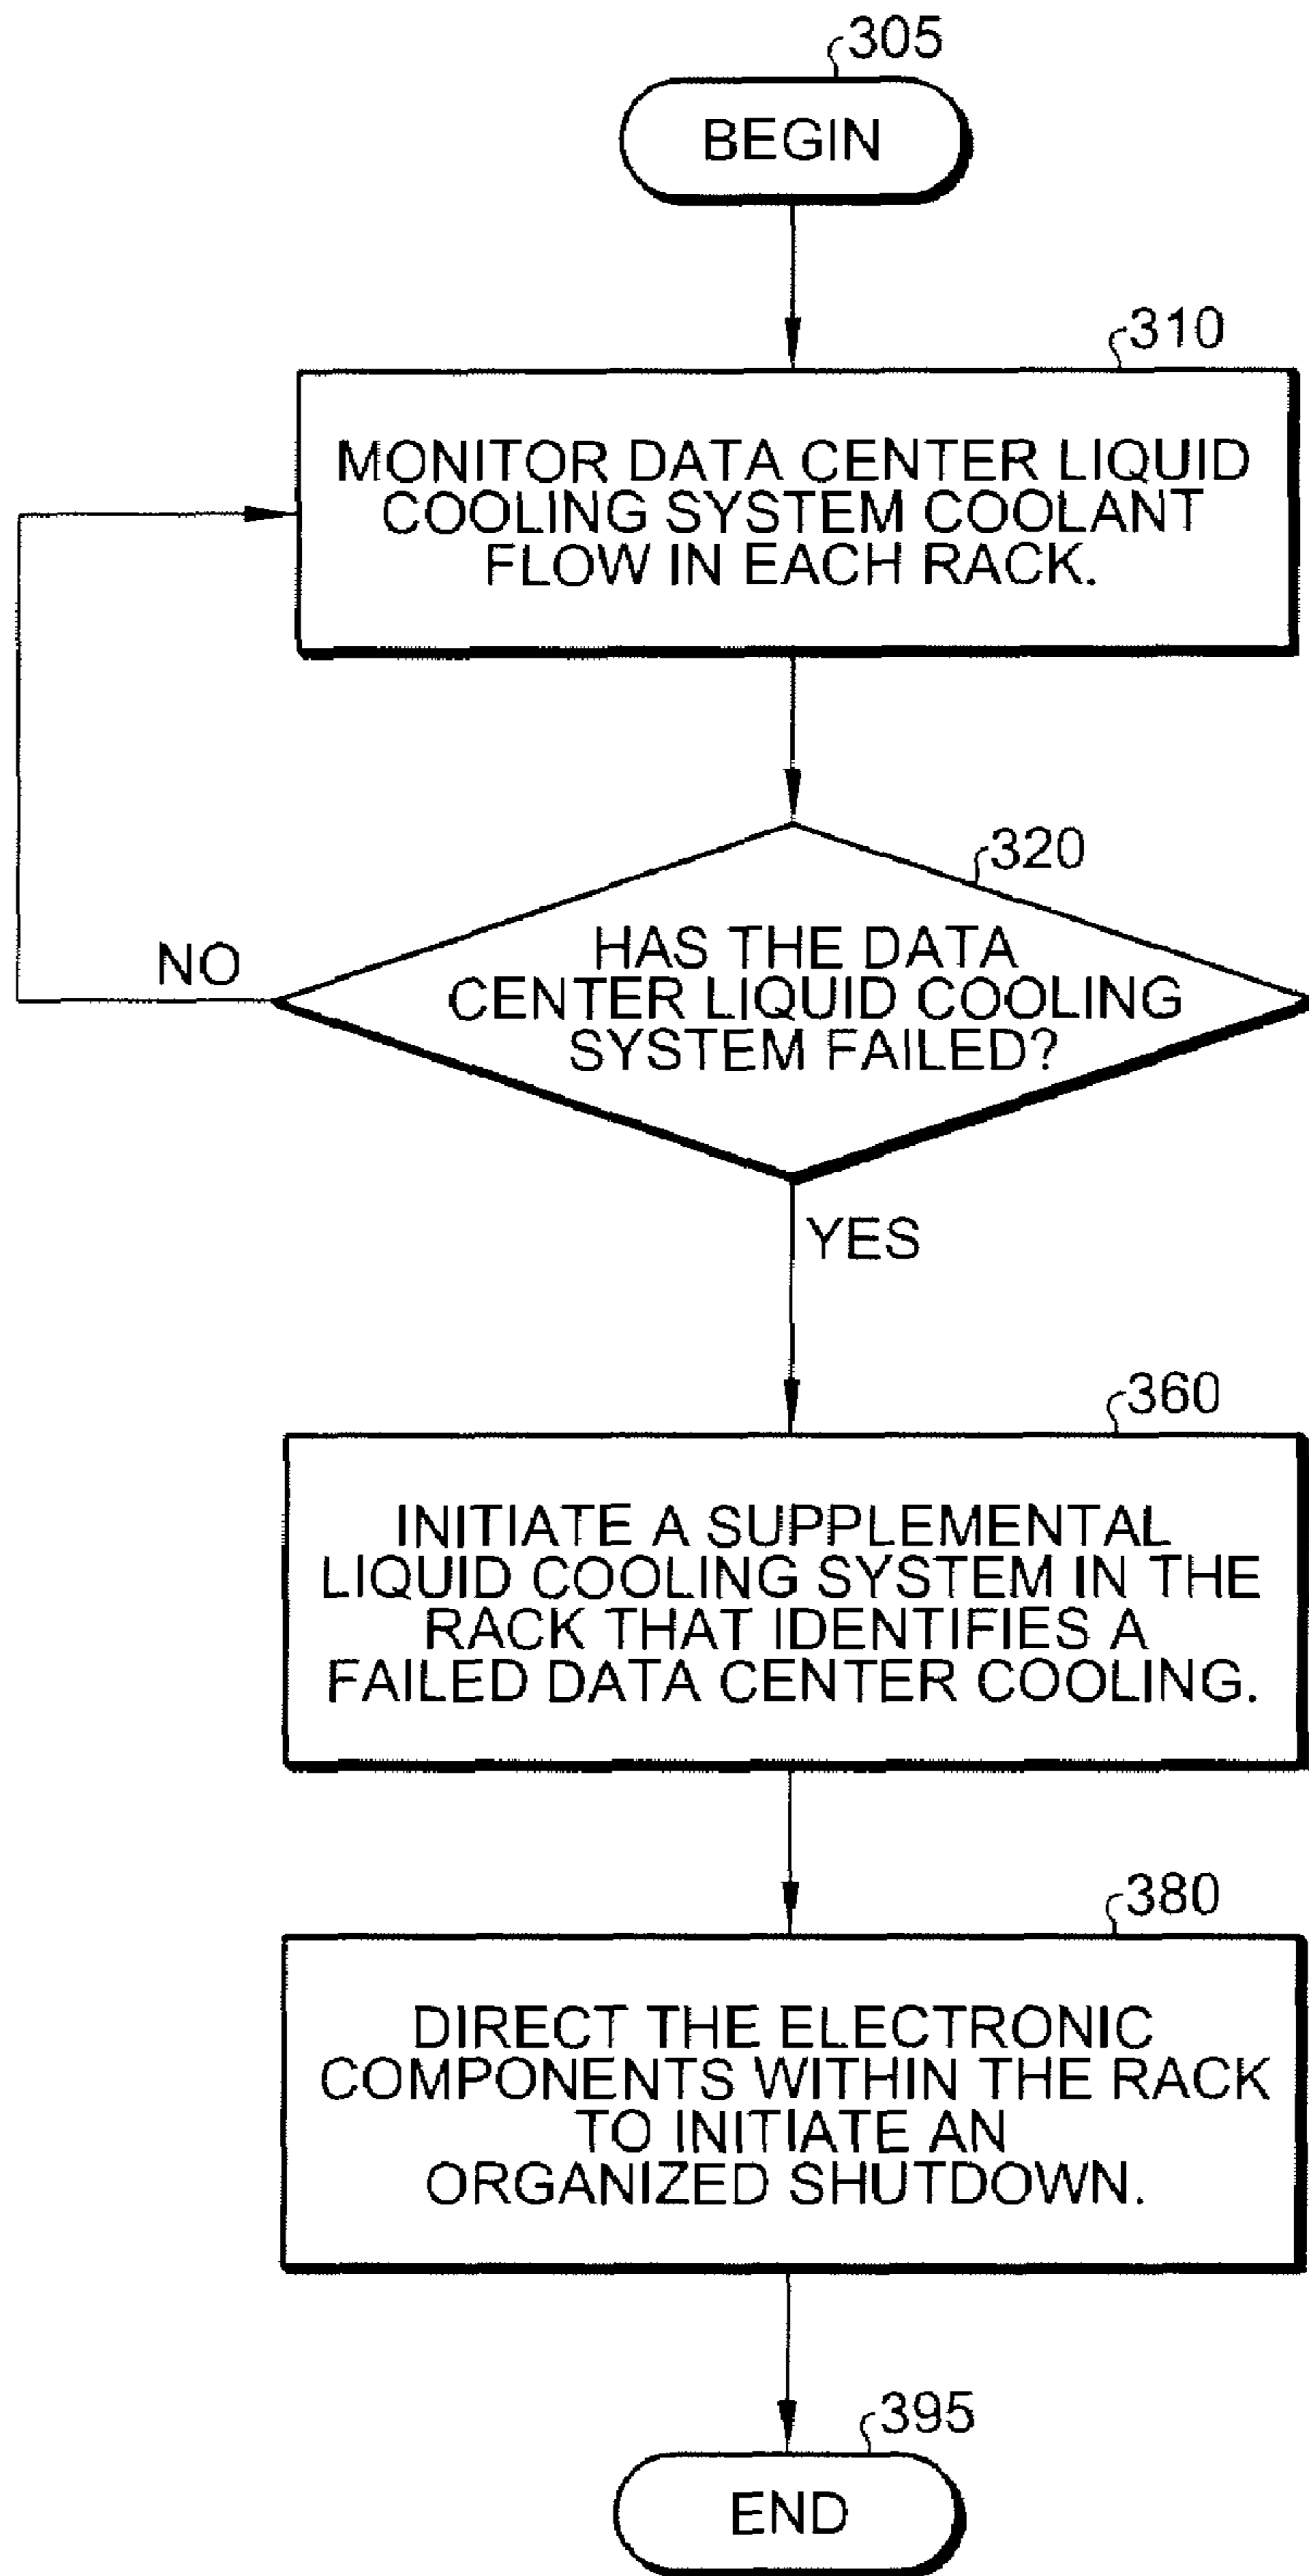 305
BEGIN
310
MONITOR DATA CENTER LIQUID
COOLING SYSTEM COOLANT
FLOW IN EACH RACK.
320
HAS THE DATA
CENTER LIQUID COOLING
SYSTEM FAILED?
NO
YES
360
INITIATE A SUPPLEMENTAL
LIQUID COOLING SYSTEM IN THE
RACK THAT IDENTIFIES A
FAILED DATA CENTER COOLING.
380
DIRECT THE ELECTRONIC
COMPONENTS WITHIN THE RACK
TO INITIATE AN
ORGANIZED SHUTDOWN.
395
END